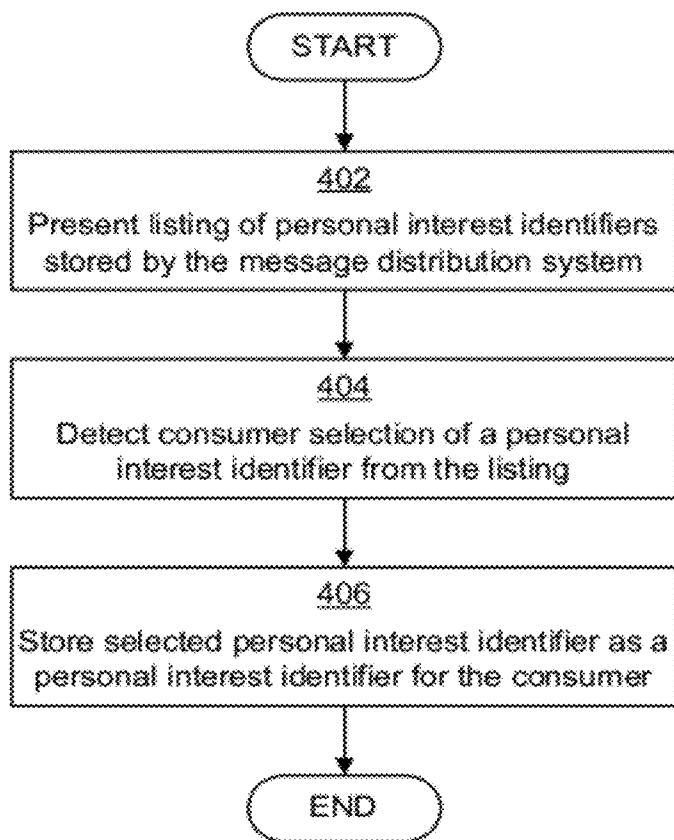 START
402
Present listing of personal interest identifiers
stored by the message distribution system
404
Detect consumer selection of a personal
interest identifier from the listing
406
Store selected personal interest identifier as a
personal interest identifier for the consumer
END